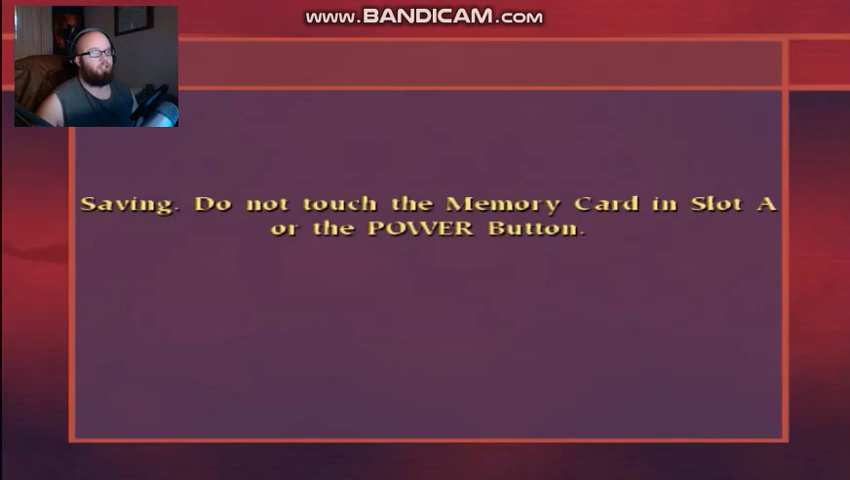 www.BANDICAM.com
Saving. Do not touch the Memory Card in Slot A
or the POWER Button.